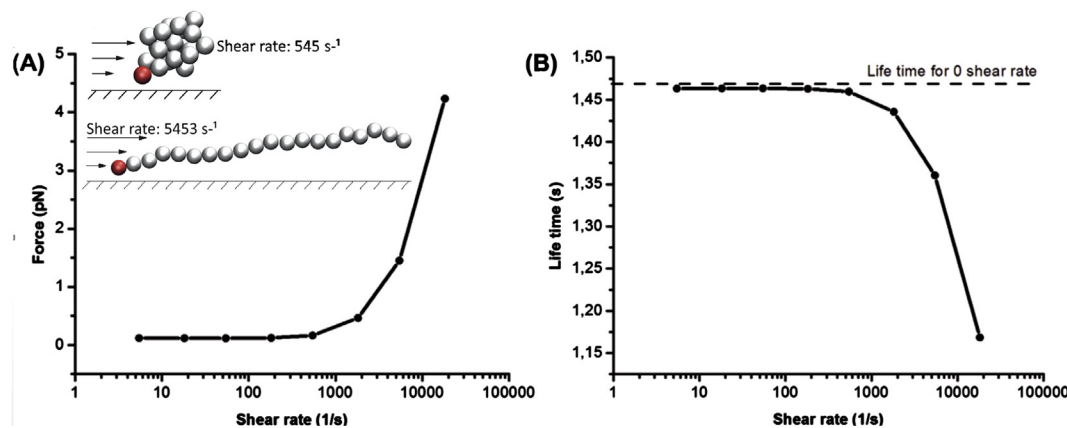 (A)
Shear rate: 545 s-¹
Shear rate: 5453 s-¹
5
4
3
2
1
0
Force (pN)
1
10
100
1000
10000
100000
Shear rate (1/s)
(B)
Life time for 0 shear rate
1,50
1,45
1,40
1,35
1,30
1,25
1,20
1,15
Life time (s)
1
10
100
1000
10000
100000
Shear rate (1/s)